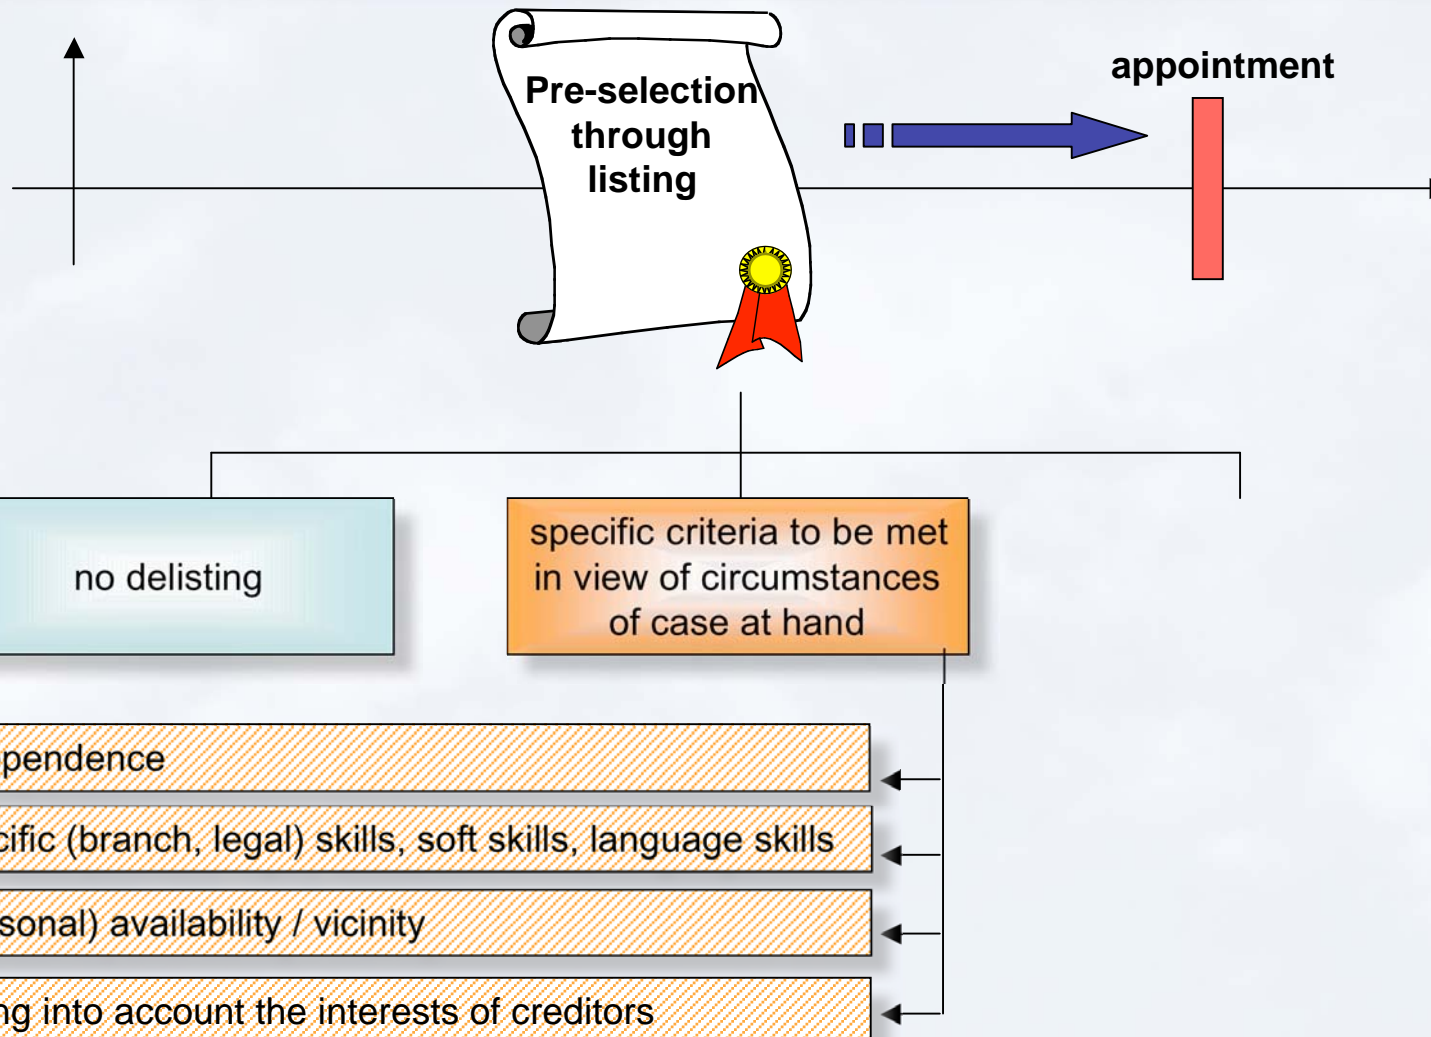 appointment
Pre-selection
through
listing
no delisting
specific criteria to be met
in view of circumstances
of case at hand
pendence
cific (branch, legal) skills, soft skills, language skills
sonal) availability / vicinity
ng into account the interests of creditors